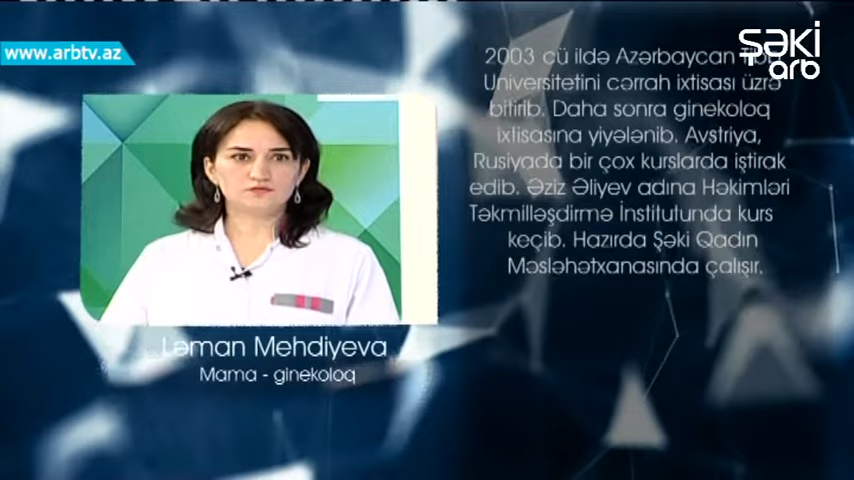 www.arbtv.az
şəki
arb
2003 cü ildə Azərbaycan Tibb
Universitetini cərrah ixtisası üzrə
bitirib. Daha sonra ginekoloq
ixtisasına yiyələnib. Avstriya,
Rusiyada bir çox kurslarda iştirak
edib. Əziz Əliyev adına Həkimləri
Təkmilləşdirmə İnstitutunda kurs
keçib. Hazırda Şəki Qadın
Məsləhətxanasında çalışır.
Ləman Mehdiyeva
Mama - ginekoloq